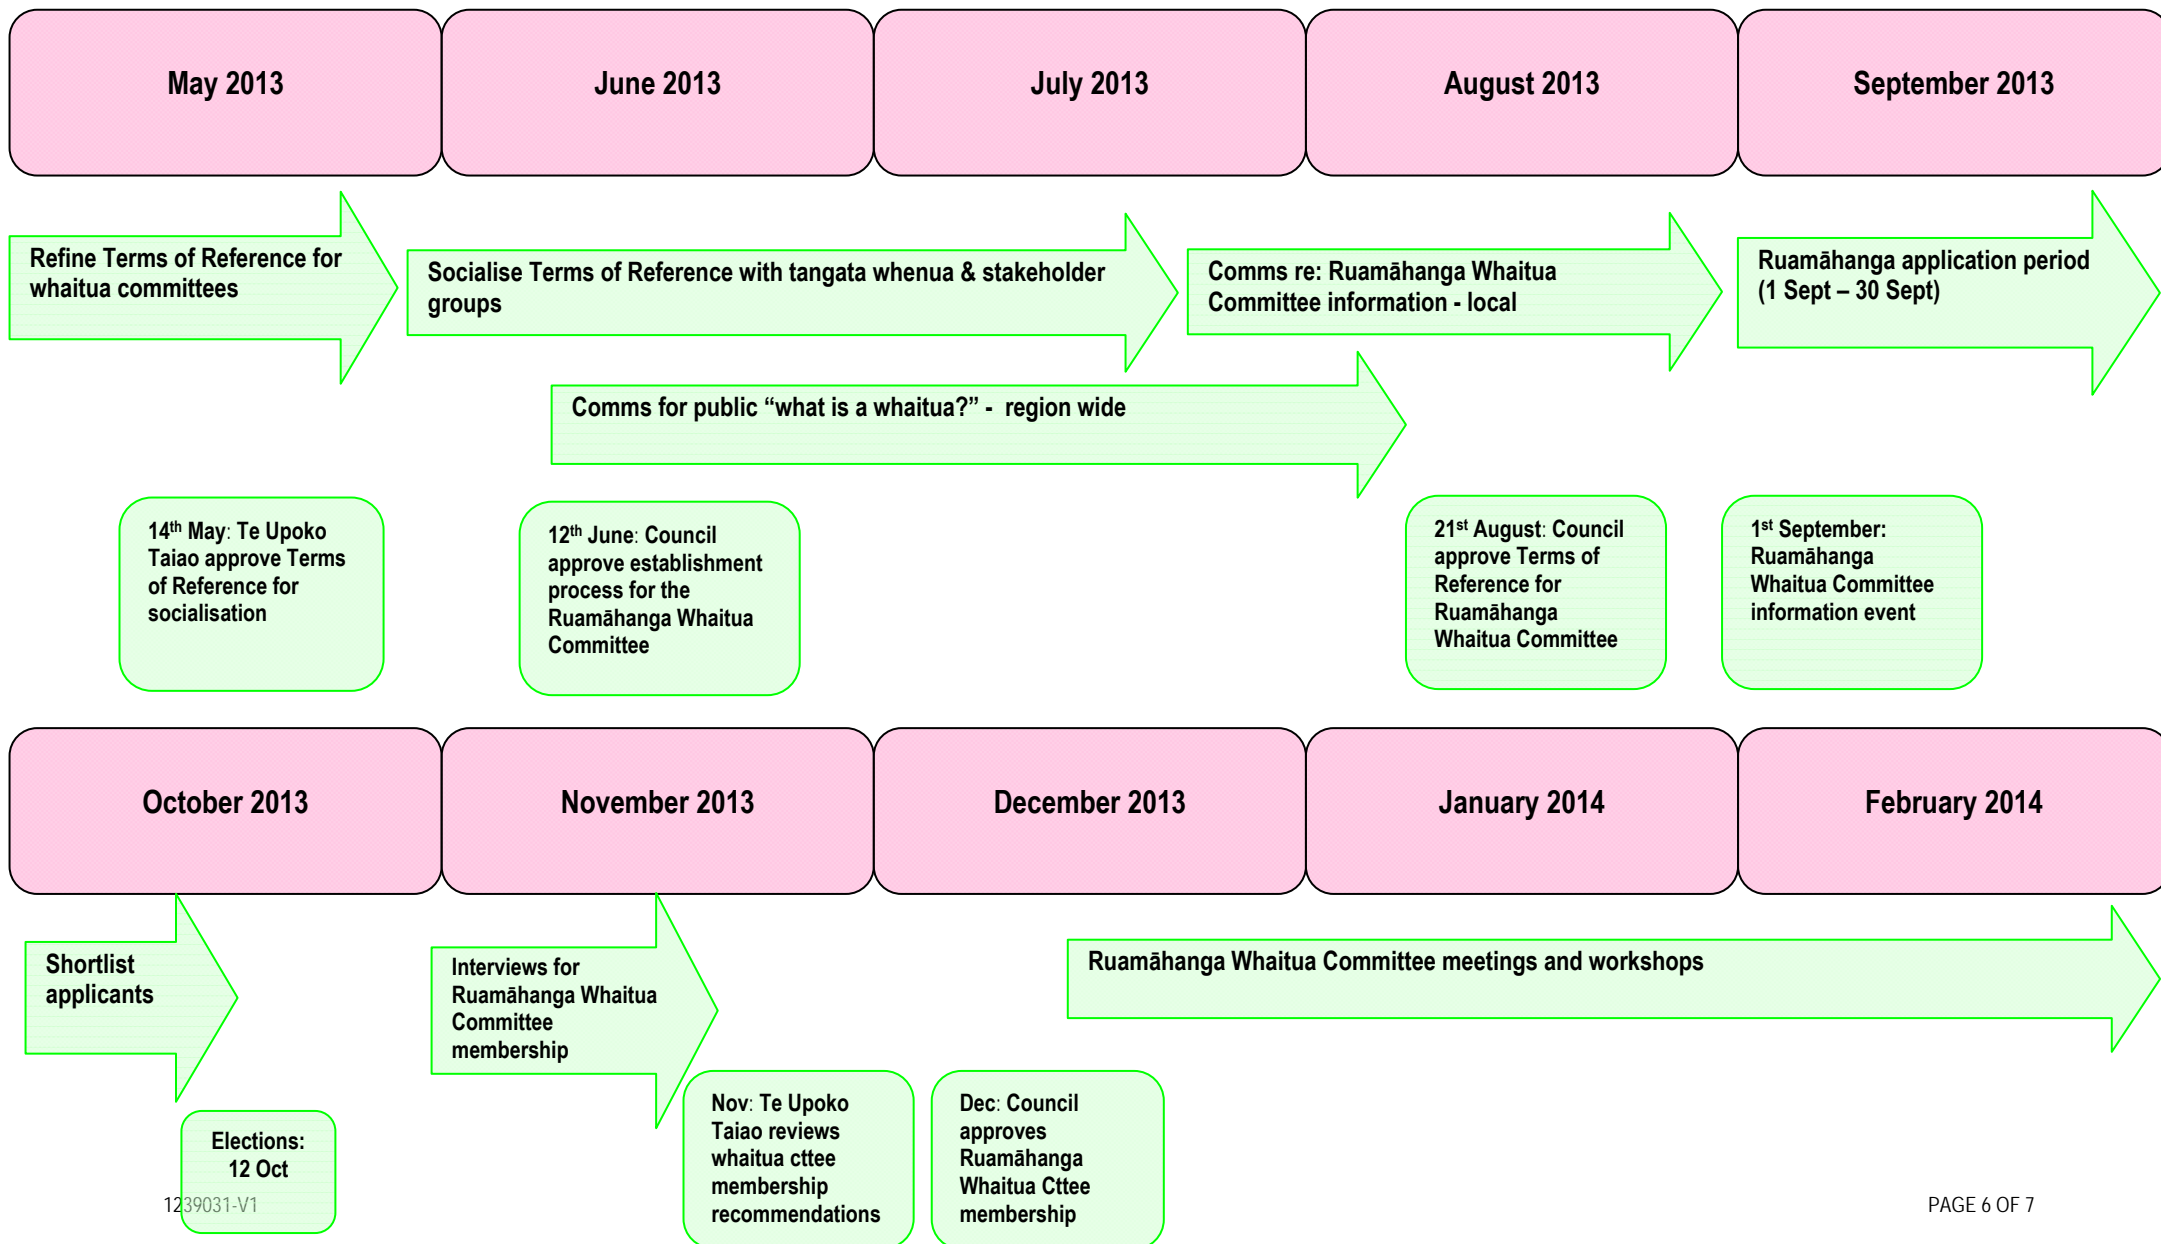 May 2013
June 2013
July 2013
August 2013
September 2013
Refine Terms of Reference for
whaitua committees
Socialise Terms of Reference with tangata whenua & stakeholder
groups
Comms re: Ruamāhanga Whaitua
Committee information - local
Ruamāhanga application period
(1 Sept – 30 Sept)
Comms for public “what is a whaitua?” - region wide
14th May: Te Upoko
Taiao approve Terms
of Reference for
socialisation
12th June: Council
approve establishment
process for the
Ruamāhanga Whaitua
Committee
21st August: Council
approve Terms of
Reference for
Ruamāhanga
Whaitua Committee
1st September:
Ruamāhanga
Whaitua Committee
information event
October 2013
November 2013
December 2013
January 2014
February 2014
Shortlist
applicants
Interviews for
Ruamāhanga Whaitua
Committee
membership
Ruamāhanga Whaitua Committee meetings and workshops
Elections:
12 Oct
Nov: Te Upoko
Taiao reviews
whaitua cttee
membership
recommendations
Dec: Council
approves
Ruamāhanga
Whaitua Cttee
membership
1239031-V1
PAGE 6 OF 7